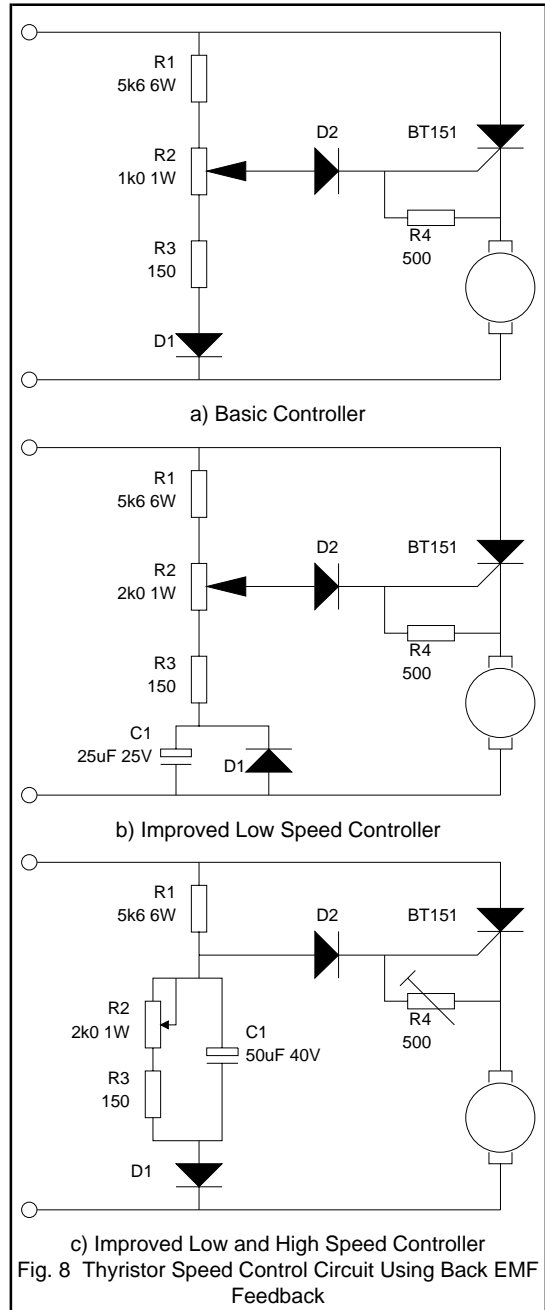 R1
5k6 6W
D2
BT151
R2
1k0 1W
R4
500
R3
150
D1
a) Basic Controller
R1
5k6 6W
D2
BT151
R2
2k0 1W
R4
500
R3
150
C1
25uF 25V
D1
b) Improved Low Speed Controller
R1
5k6 6W
D2
BT151
R2
2k0 1W
C1
50uF 40V
R4
500
R3
150
D1
c) Improved Low and High Speed Controller
Fig. 8 Thyristor Speed Control Circuit Using Back EMF
Feedback